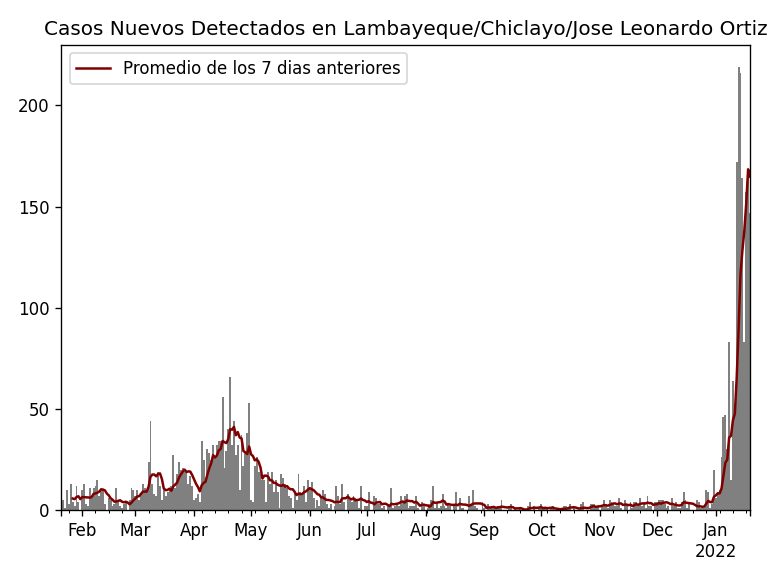 Casos Nuevos Detectados en Lambayeque/Chiclayo/Jose Leonardo Ortiz
Promedio de los 7 dias anteriores
200
150
100
50
0
Feb Mar Apr May Jun Jul Aug Sep Oct Nov Dec Jan
2022